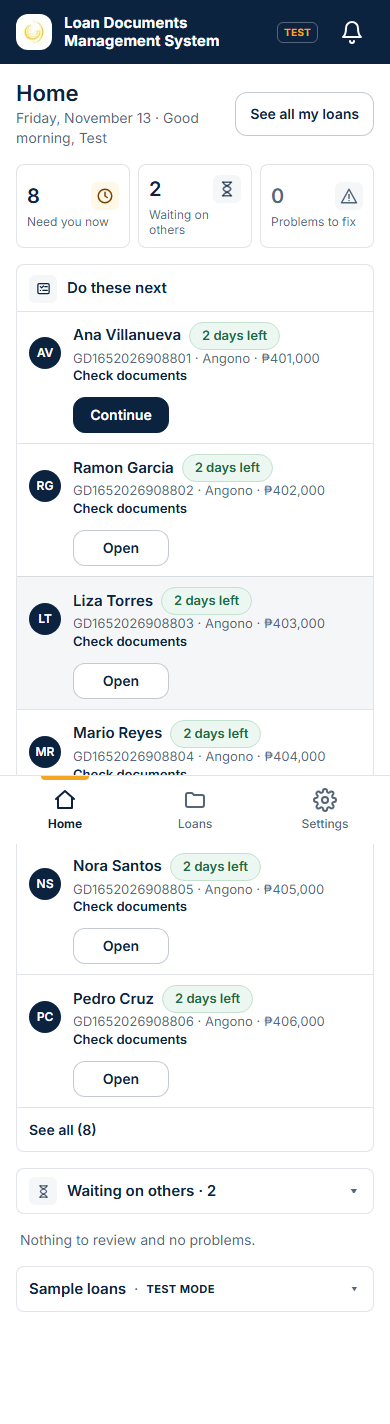 Loan Documents
Management System
TEST
Home
Friday, November 13 · Good
morning, Test
See all my loans
8
Need you now
2
Waiting on
others
0
Problems to fix
Do these next
AV
Ana Villanueva
2 days left
GD1652026908801 · Angono · ₱401,000
Check documents
Continue
RG
Ramon Garcia
2 days left
GD1652026908802 · Angono · ₱402,000
Check documents
Open
LT
Liza Torres
2 days left
GD1652026908803 · Angono · ₱403,000
Check documents
Open
MR
Mario Reyes
2 days left
GD1652026908804 · Angono · ₱404,000
Check documents
Home
Loans
Settings
NS
Nora Santos
2 days left
GD1652026908805 · Angono · ₱405,000
Check documents
Open
PC
Pedro Cruz
2 days left
GD1652026908806 · Angono · ₱406,000
Check documents
Open
See all (8)
Waiting on others · 2
Nothing to review and no problems.
Sample loans · TEST MODE